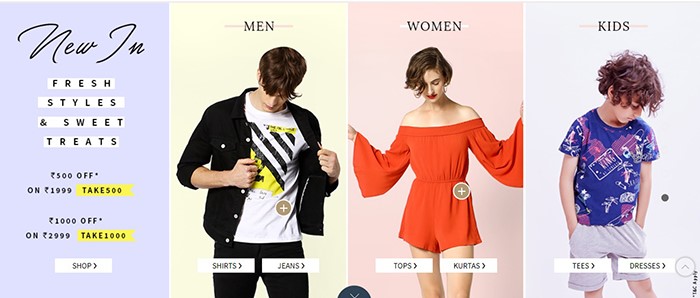 New In
FRESH
STYLES
& SWEET
TREATS
₹500 OFF*
ON ₹1999 TAKE500
₹1000 OFF*
ON ₹2999 TAKE1000
SHOP ❯
MEN
SHIRTS ❯
JEANS ❯
WOMEN
TOPS ❯
KURTAS ❯
KIDS
TEES ❯
DRESSES ❯